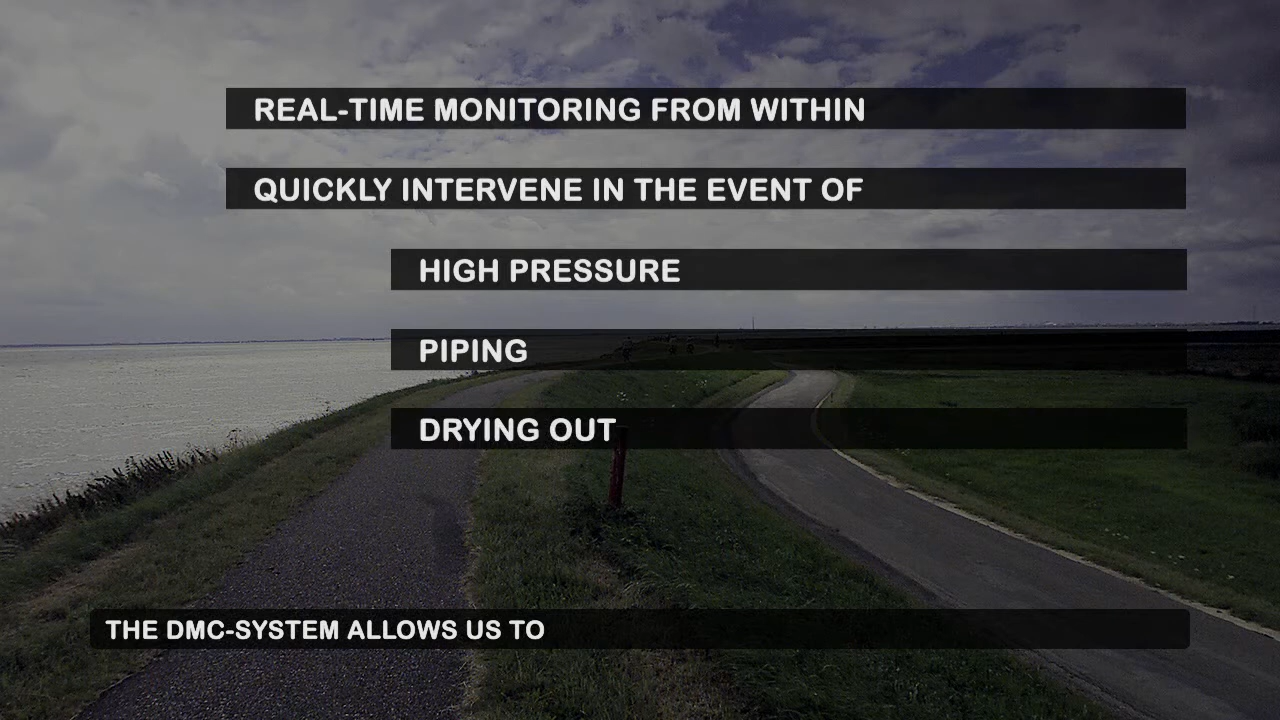 REAL-TIME MONITORING FROM WITHIN
QUICKLY INTERVENE IN THE EVENT OF
HIGH PRESSURE
PIPING
DRYING OUT
THE DMC-SYSTEM ALLOWS US TO